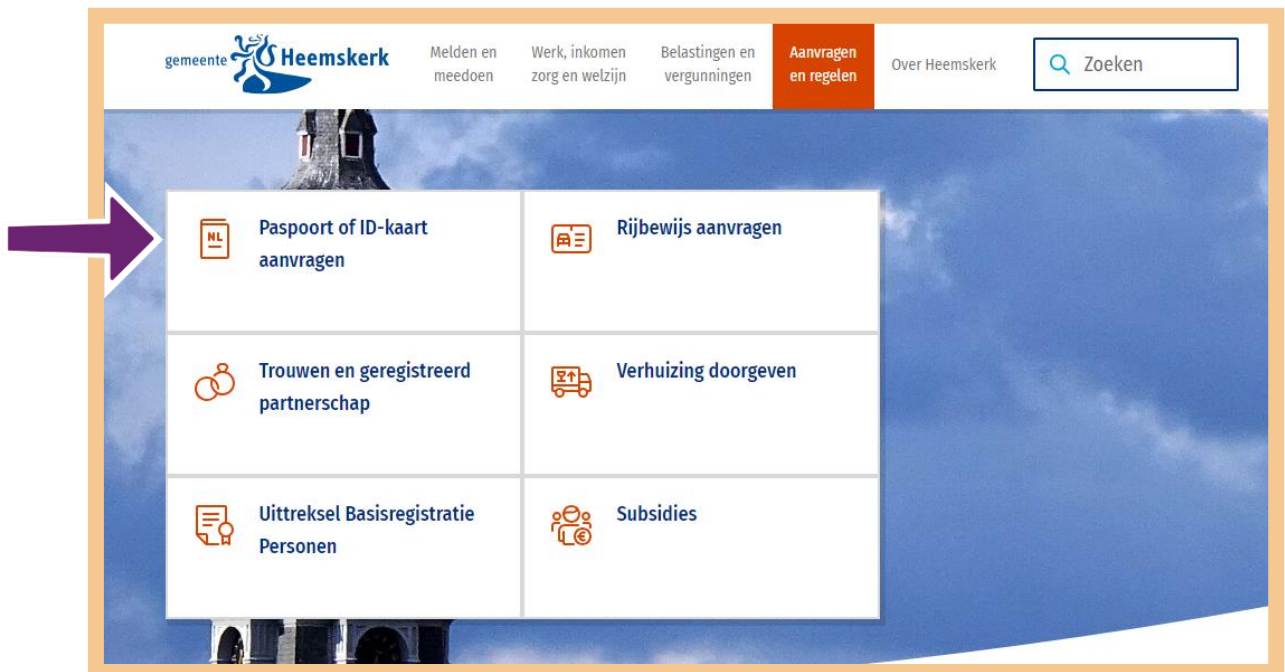 gemeente Heemskerk
Melden en
meedoen
Werk, inkomen
zorg en welzijn
Belastingen en
vergunningen
Aanvragen
en regelen
Over Heemskerk
Zoeken
NL
Paspoort of ID-kaart
aanvragen
Rijbewijs aanvragen
Trouwen en geregistreerd
partnerschap
Verhuizing doorgeven
Uittreksel Basisregistratie
Personen
€
Subsidies